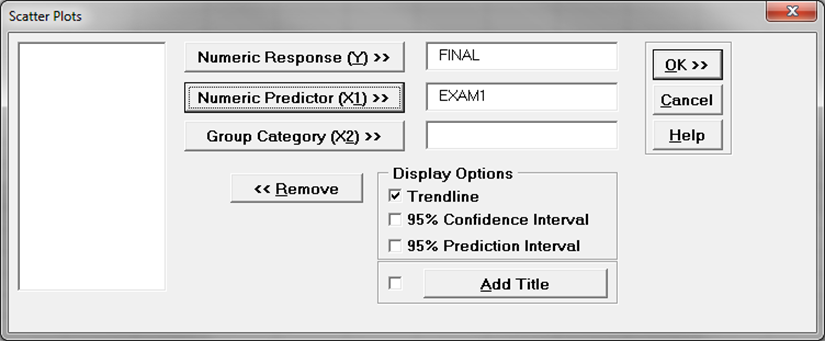 Scatter Plots
Numeric Response (Y) >> FINAL
OK >>
Numeric Predictor (X1) >> EXAM1
Cancel
Group Category (X2) >>
Help
<< Remove
Display Options
Trendline
95% Confidence Interval
95% Prediction Interval
Add Title